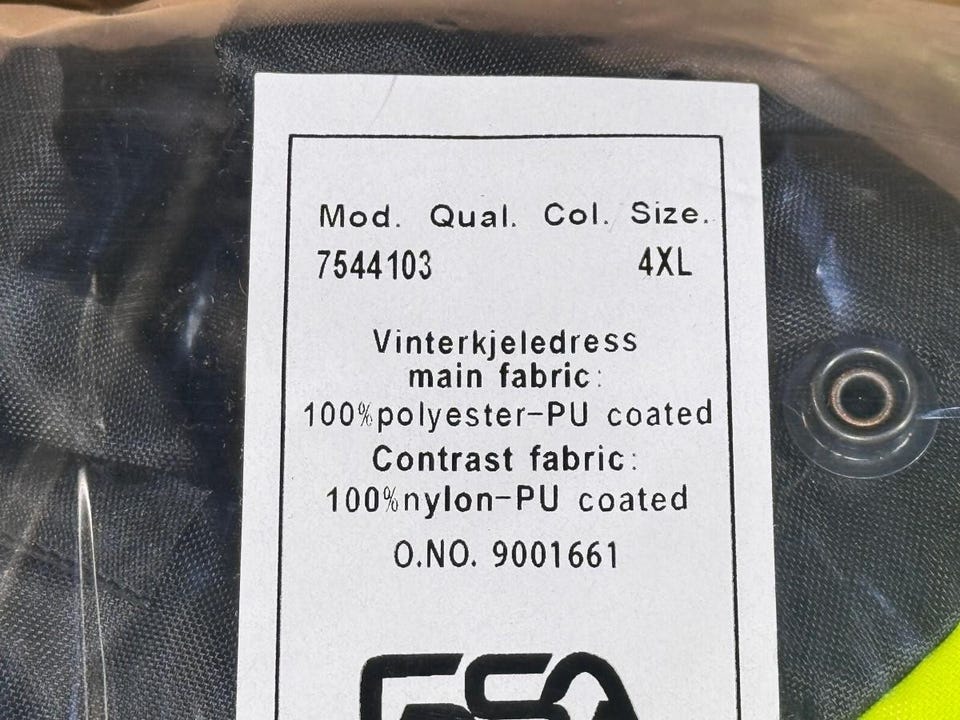 Mod. Qual. Col. Size.
7544103 4XL
Vinterkjeledress
main fabric:
100%polyester-PU coated
Contrast fabric:
100%nylon-PU coated
O.NO. 9001661